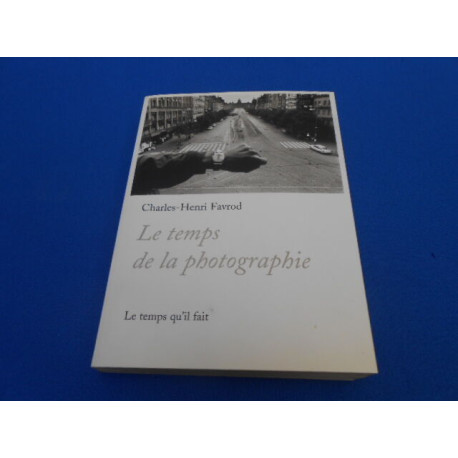 Charles-Henri Favrod
Le temps
de la photographie
Le temps qu'il fait